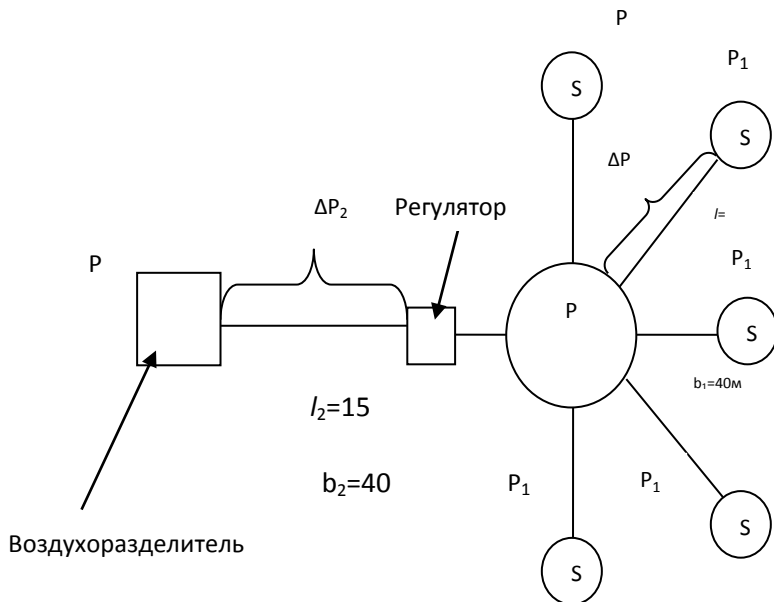 P
S
P₁
S
ΔP
l=
ΔP₂
Регулятор
P
P₁
P
S
b₁=40м
l₂=15
b₂=40
P₁
P₁
S
Воздухоразделитель
S